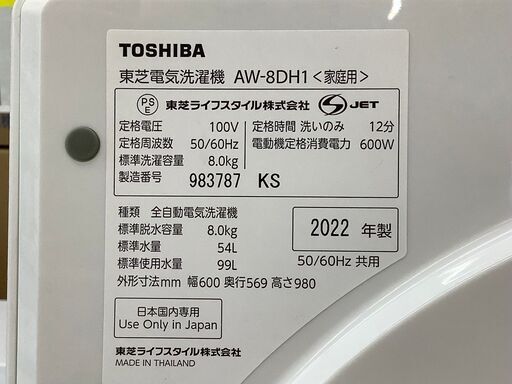 TOSHIBA
東芝電気洗濯機 AW-8DH1<家庭用>
PS E 東芝ライフスタイル株式会社 S JET
定格電圧 100V 定格時間 洗いのみ 12分
定格周波数 50/60Hz 電動機定格消費電力 600W
標準洗濯容量 8.0kg
製造番号 983787 KS
種類 全自動電気洗濯機
標準脱水容量 8.0kg 2022 年製
標準水量 54L
標準使用水量 99L 50/60Hz 共用
外形寸法mm 幅600 奥行569 高さ980
日本国内専用
Use Only in Japan
東芝ライフスタイル株式会社
MADE IN THAILAND